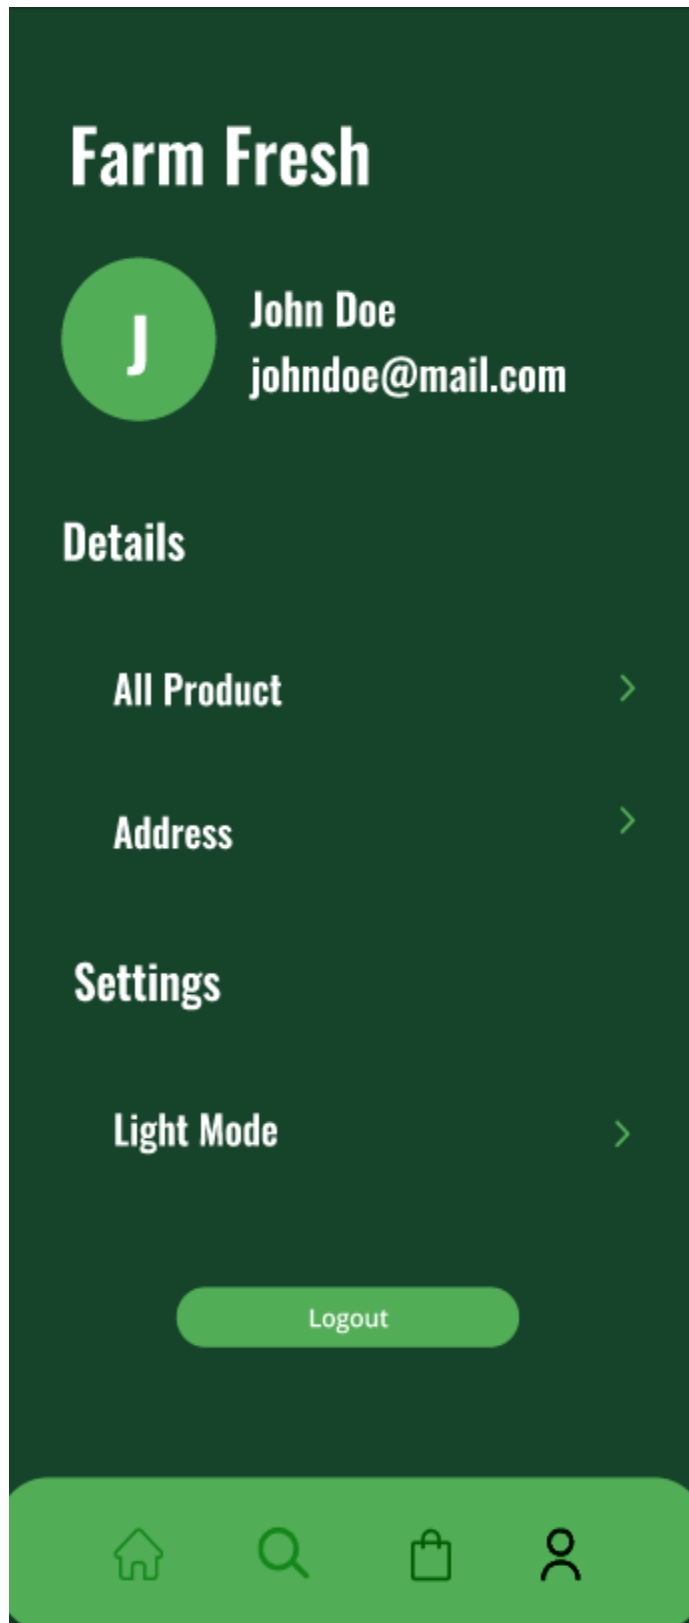 Farm Fresh
J
John Doe
johndoe@mail.com
Details
All Product
Address
Settings
Light Mode
Logout